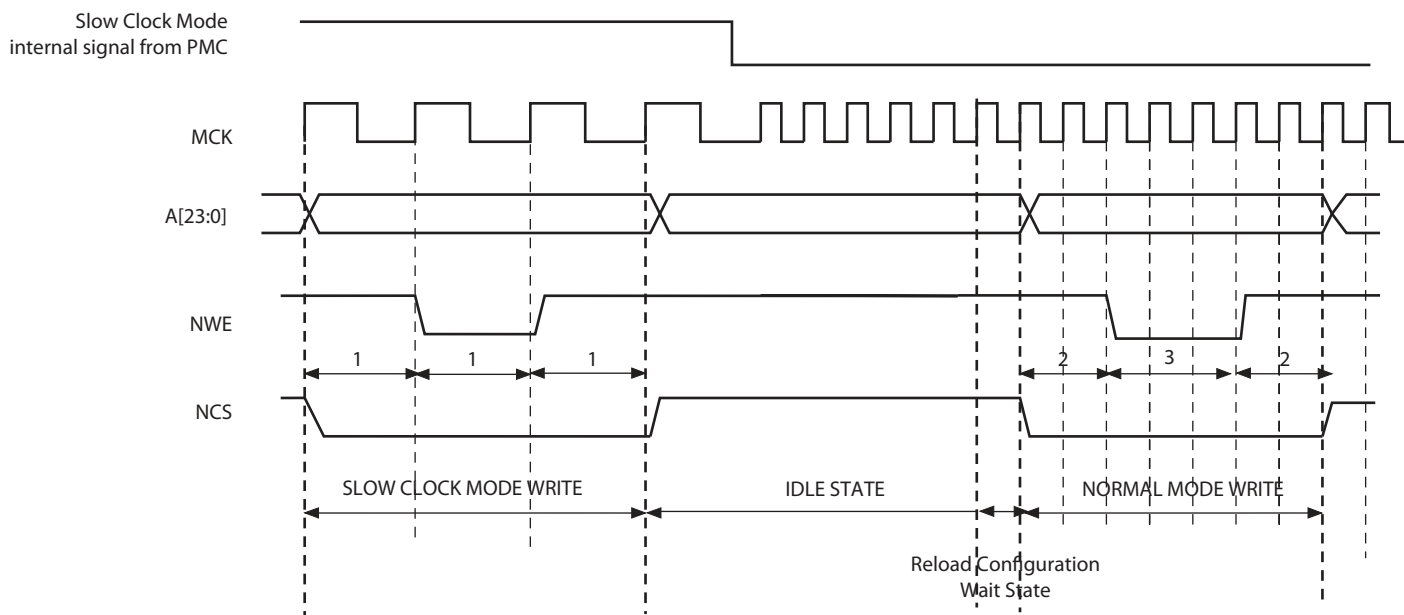 Slow Clock Mode
internal signal from PMC
MCK
A[23:0]
NWE
1 1 1 2 3 2
NCS
SLOW CLOCK MODE WRITE IDLE STATE NORMAL MODE WRITE
Reload Configuration
Wait State